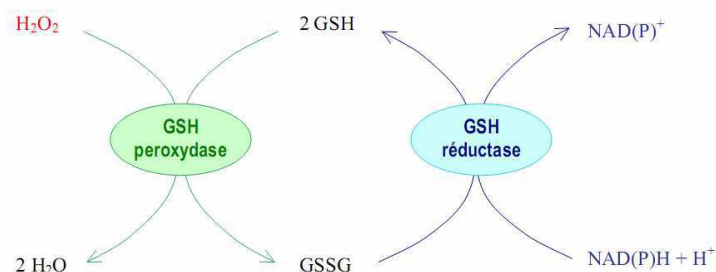 H₂O₂
2 GSH
NAD(P)⁺
GSH
peroxydase
GSH
réductase
2 H₂O
GSSG
NAD(P)H + H⁺